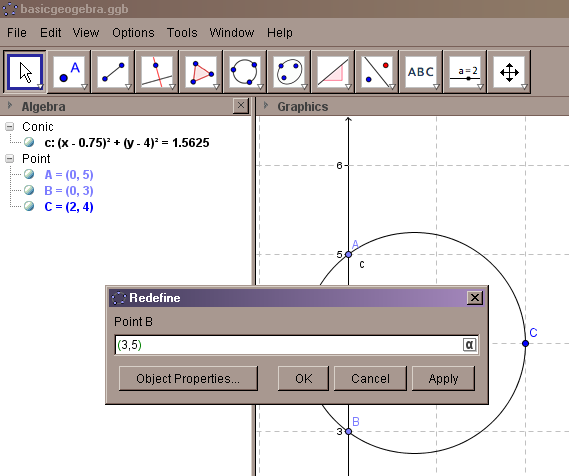 basicgeogebra.ggb
File Edit View Options Tools Window Help
A
ABC
a=2
Algebra
Graphics
Conic
c: (x - 0.75)² + (y - 4)² = 1.5625
Point
A = (0, 5)
B = (0, 3)
C = (2, 4)
6
A
5
c
Redefine
Point B
(3,5)
α
Object Properties... OK Cancel Apply
C
B
3